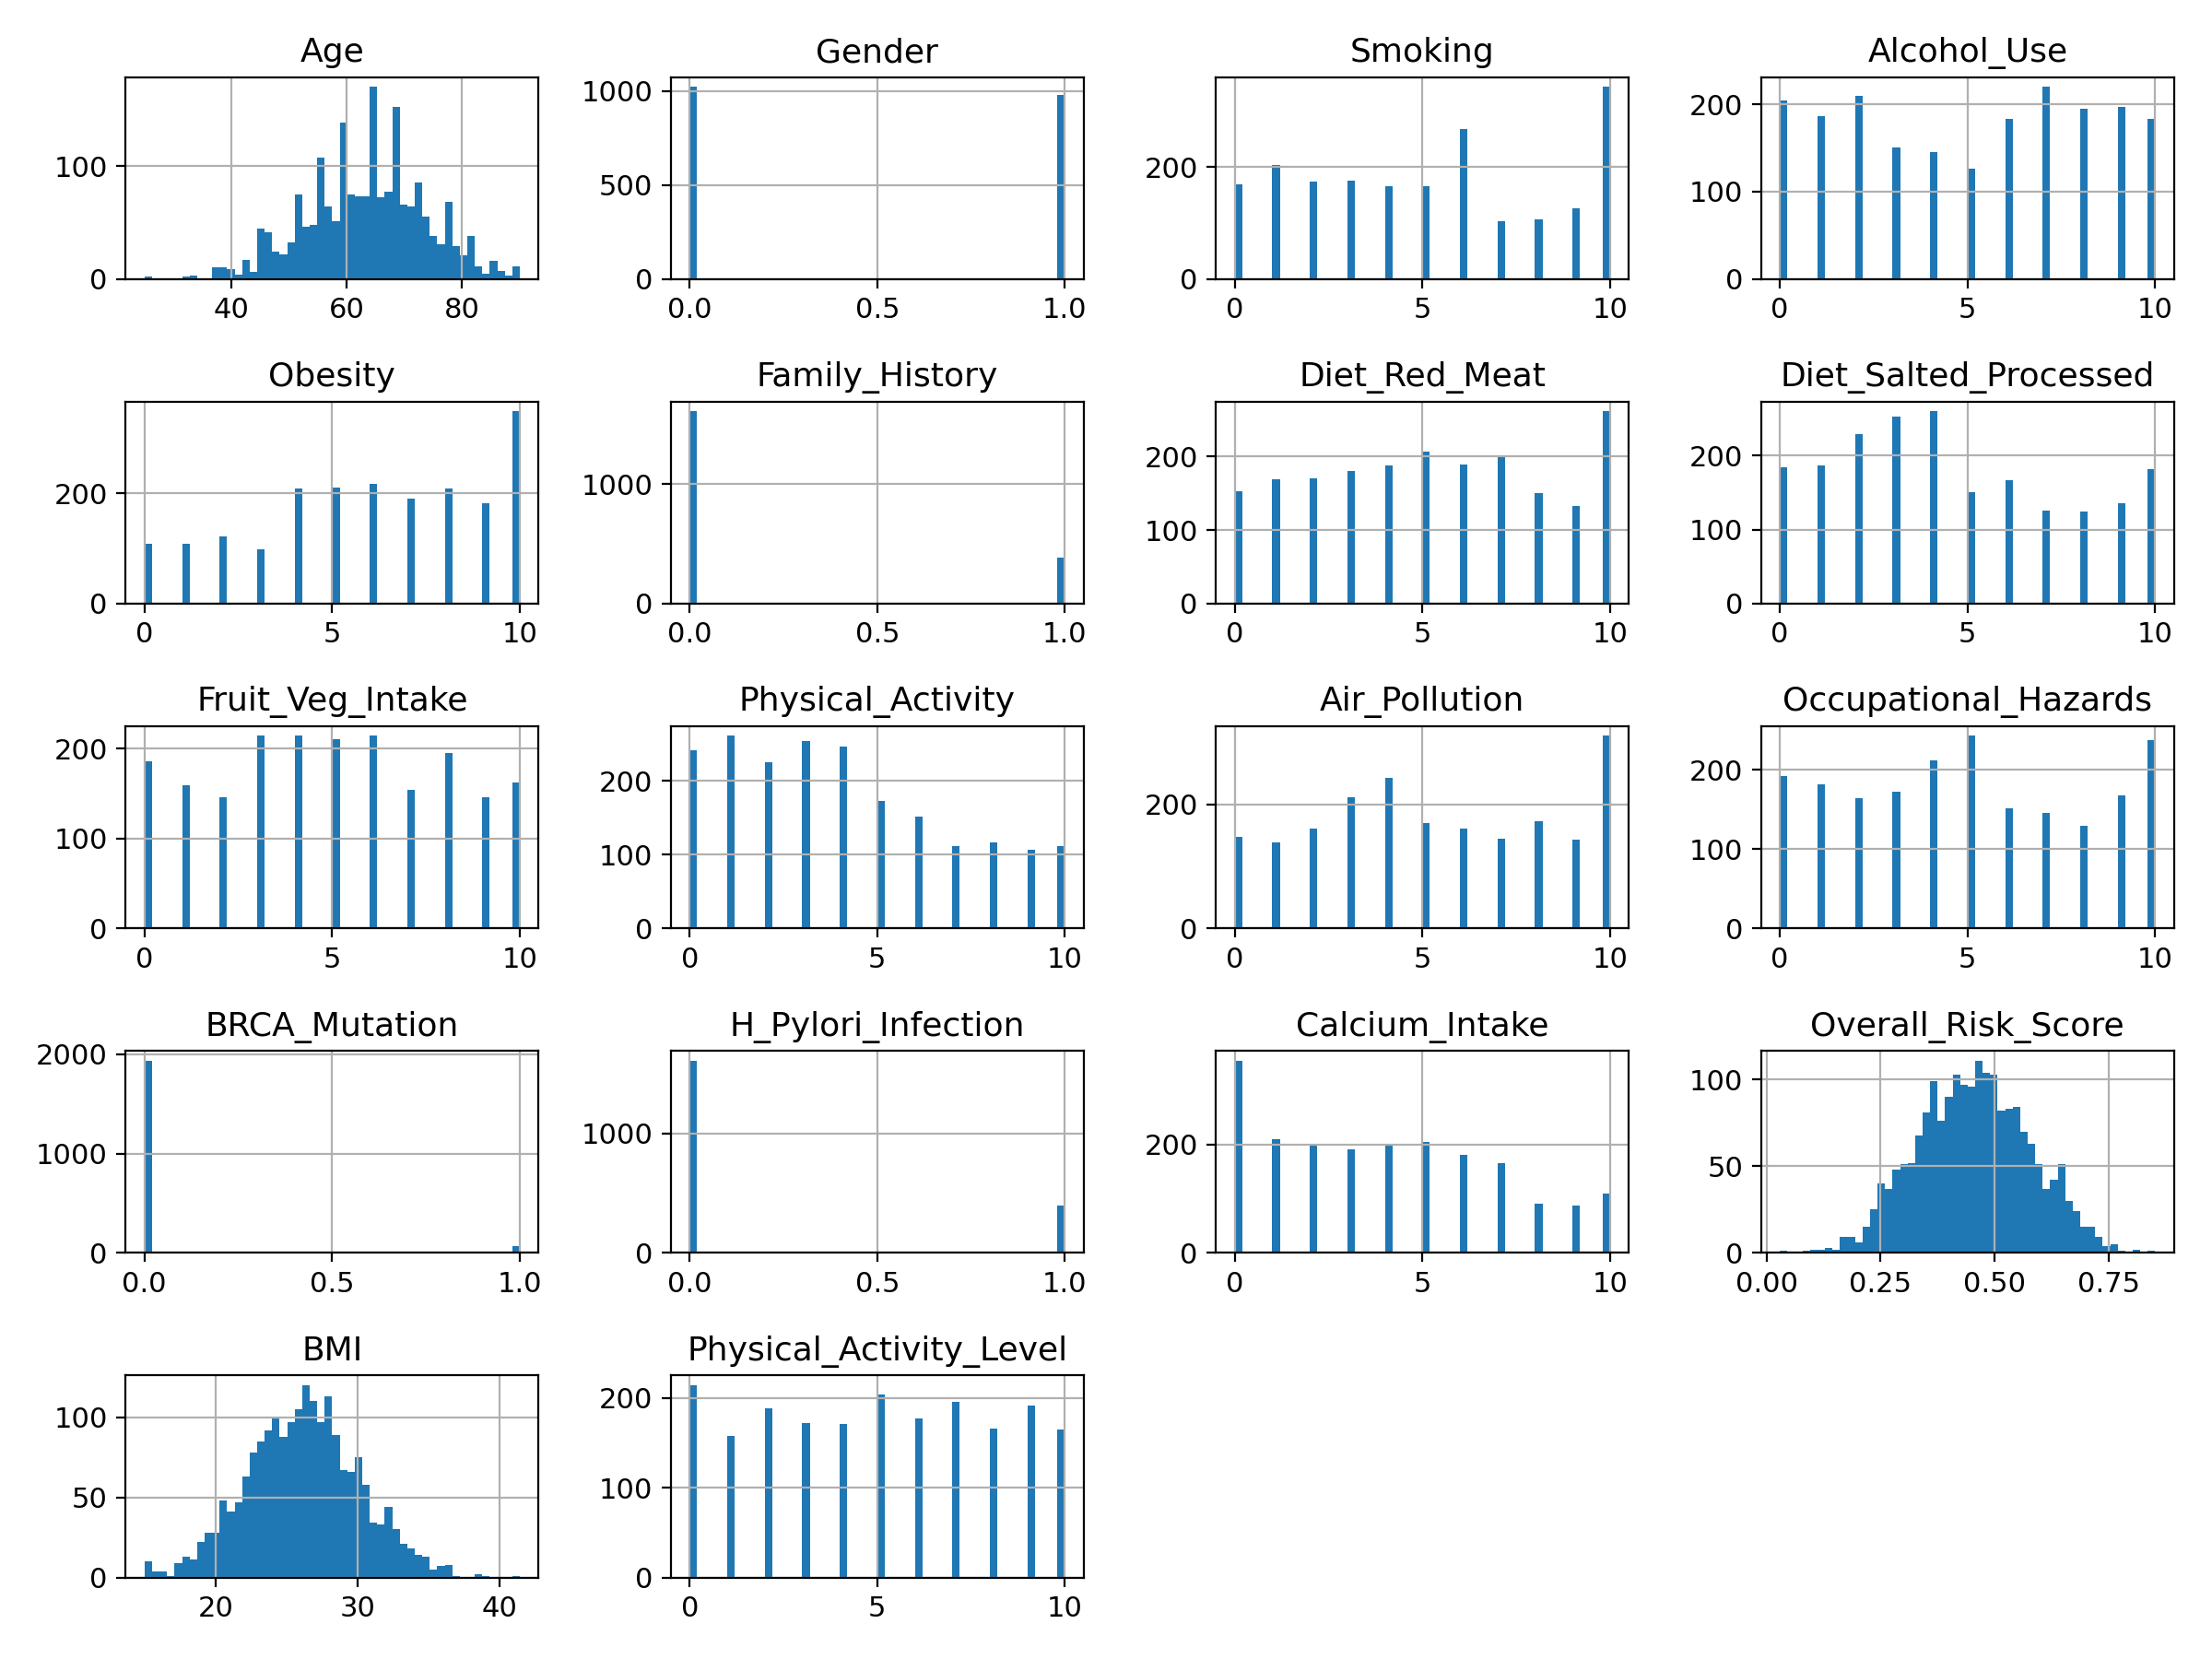 Age Gender Smoking Alcohol_Use
100
0
40 60 80
1000
500
0
0.0 0.5 1.0
200
0
0 5 10
200
100
0
0 5 10
Obesity Family_History Diet_Red_Meat Diet_Salted_Processed
200
0
0 5 10
1000
0
0.0 0.5 1.0
200
100
0
0 5 10
200
100
0
0 5 10
Fruit_Veg_Intake Physical_Activity Air_Pollution Occupational_Hazards
200
100
0
0 5 10
200
100
0
0 5 10
200
0
0 5 10
200
100
0
0 5 10
BRCA_Mutation H_Pylori_Infection Calcium_Intake Overall_Risk_Score
2000
1000
0
0.0 0.5 1.0
1000
0
0.0 0.5 1.0
200
0
0 5 10
100
50
0
0.00 0.25 0.50 0.75
BMI Physical_Activity_Level
100
50
0
20 30 40
200
100
0
0 5 10